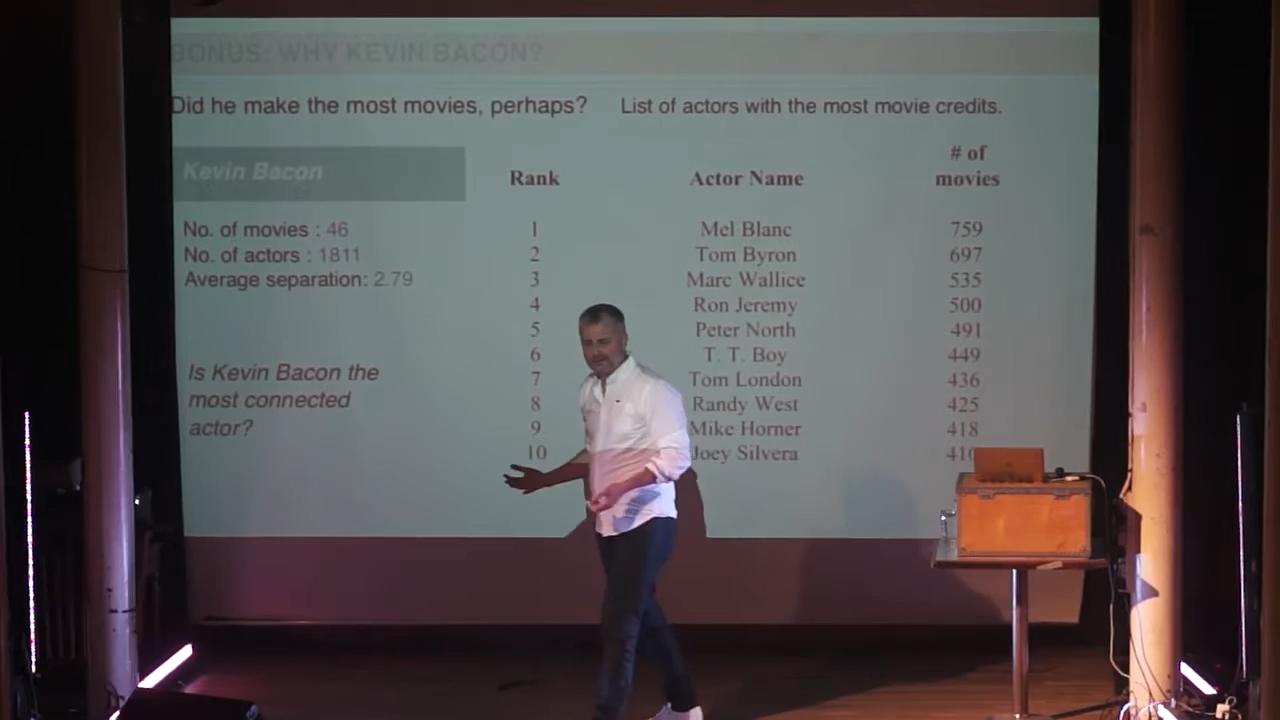 BONUS: WHY KEVIN BACON?
Did he make the most movies, perhaps? List of actors with the most movie credits.
Kevin Bacon
No. of movies : 46
No. of actors : 1811
Average separation: 2.79
Is Kevin Bacon the
most connected
actor?
# of
Rank Actor Name movies
1 Mel Blanc 759
2 Tom Byron 697
3 Marc Wallice 535
4 Ron Jeremy 500
5 Peter North 491
6 T. T. Boy 449
7 Tom London 436
8 Randy West 425
9 Mike Horner 418
10 Joey Silvera